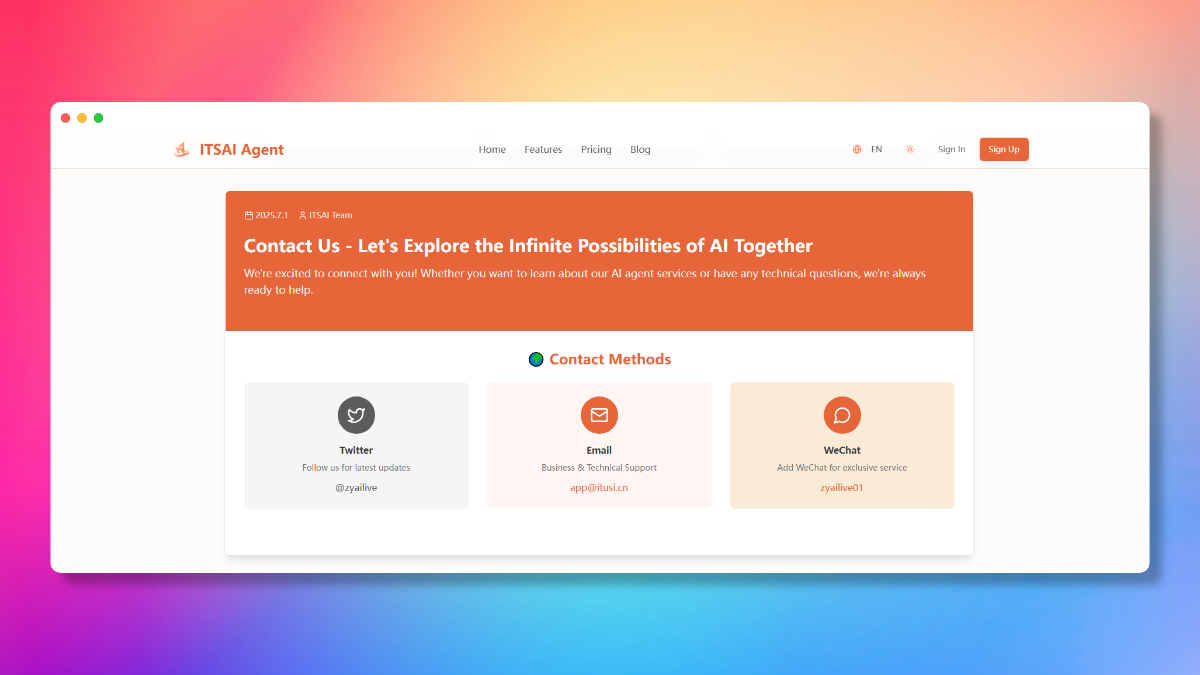 ITSAI Agent
Home Features Pricing Blog
EN Sign In Sign Up
2025.7.1 ITSAI Team
Contact Us - Let's Explore the Infinite Possibilities of AI Together
We're excited to connect with you! Whether you want to learn about our AI agent services or have any technical questions, we're always
ready to help.
Contact Methods
Twitter
Follow us for latest updates
@zyailive
Email
Business & Technical Support
app@itusi.cn
WeChat
Add WeChat for exclusive service
zyailive01